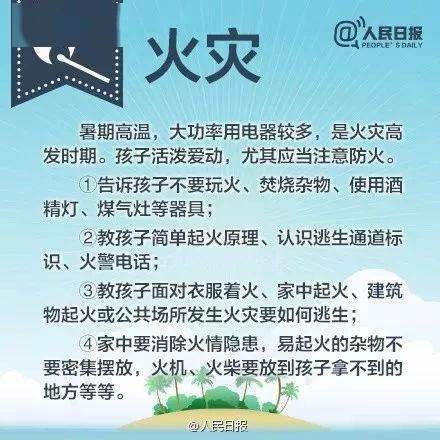 @人民日报
PEOPLE'S DAILY
火灾
暑期高温，大功率用电器较多，是火灾高
发时期。孩子活泼爱动，尤其应当注意防火。
①告诉孩子不要玩火、焚烧杂物、使用酒
精灯、煤气灶等器具；
②教孩子简单起火原理、认识逃生通道标
识、火警电话；
③教孩子面对衣服着火、家中起火、建筑
物起火或公共场所发生火灾要如何逃生；
④家中要消除火情隐患，易起火的杂物不
要密集摆放，火机、火柴要放到孩子拿不到的
地方等等。
@人民日报